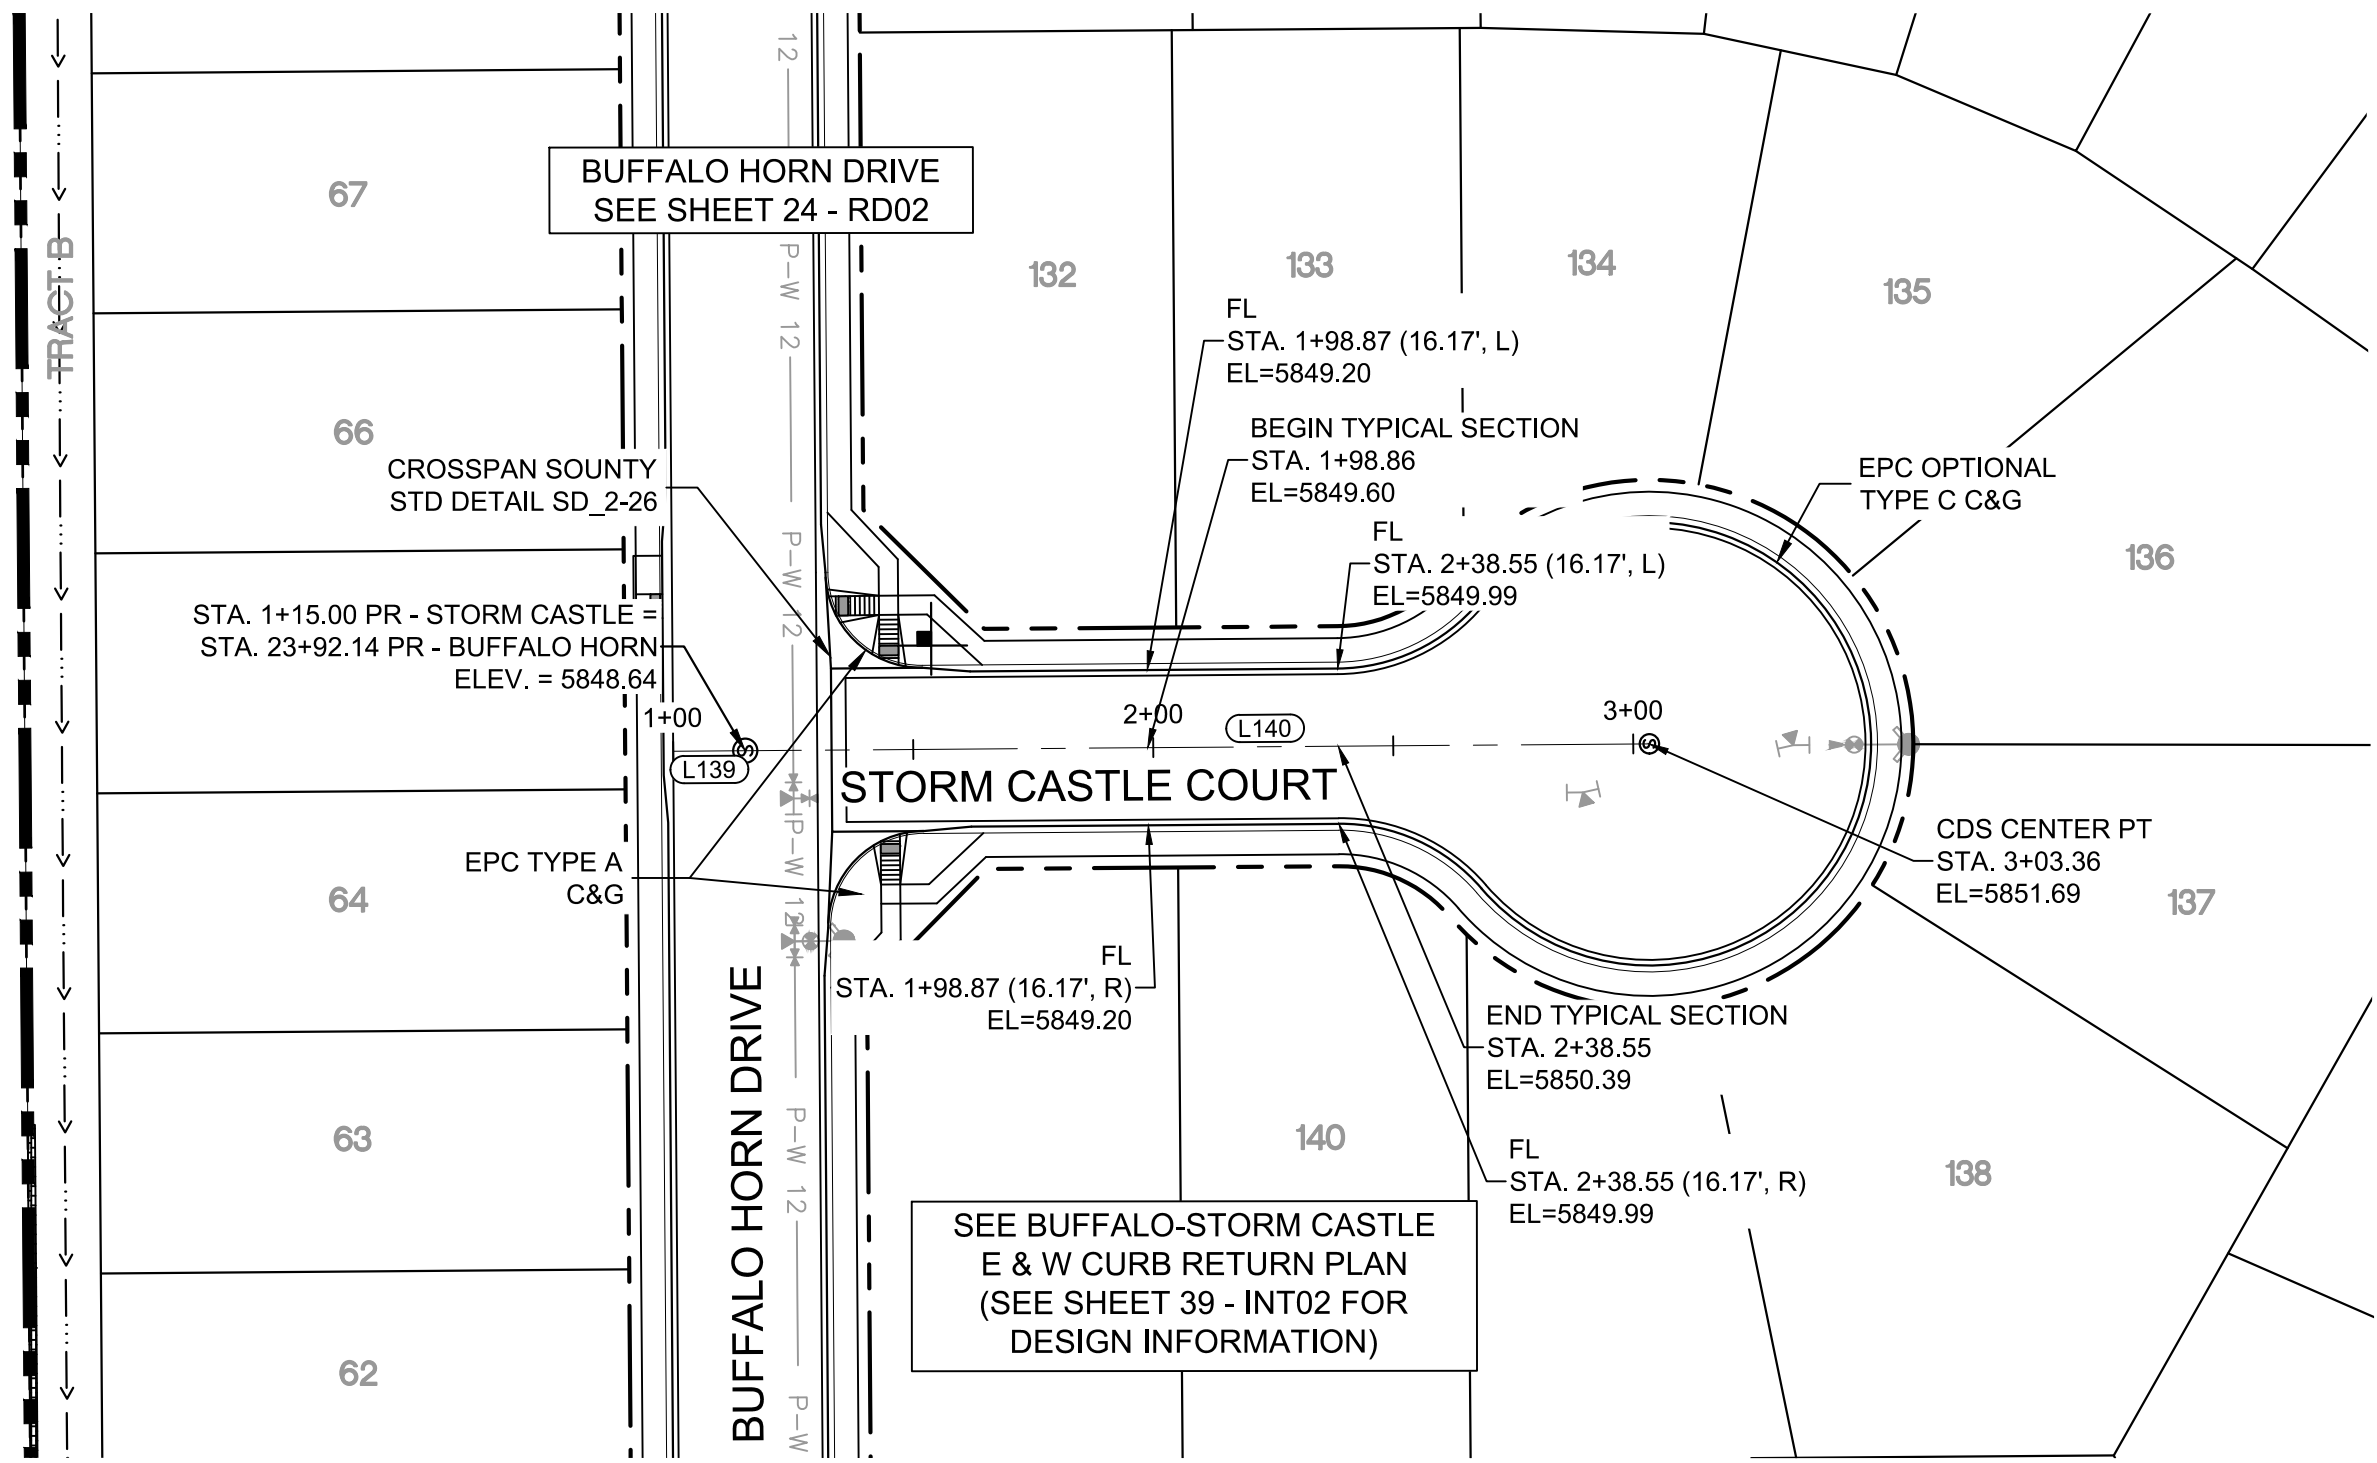 12
BUFFALO HORN DRIVE
SEE SHEET 24 - RD02
67
TRACT B
P-W
12
132
133
134
135
FL
STA. 1+98.87 (16.17', L)
EL=5849.20
66
BEGIN TYPICAL SECTION
STA. 1+98.86
EL=5849.60
CROSSPAN SOUNTY
STD DETAIL SD_2-26
EPC OPTIONAL
TYPE C C&G
FL
STA. 2+38.55 (16.17', L)
EL=5849.99
P-W
12
136
STA. 1+15.00 PR - STORM CASTLE =
STA. 23+92.14 PR - BUFFALO HORN
ELEV. = 5848.64
1+00
2+00
3+00
L140
S
S
L139
STORM CASTLE COURT
P-W
12
CDS CENTER PT
STA. 3+03.36
EL=5851.69
EPC TYPE A
C&G
64
137
FL
STA. 1+98.87 (16.17', R)
EL=5849.20
BUFFALO HORN DRIVE
END TYPICAL SECTION
STA. 2+38.55
EL=5850.39
P-W
12
63
140
FL
STA. 2+38.55 (16.17', R)
EL=5849.99
138
SEE BUFFALO-STORM CASTLE
E & W CURB RETURN PLAN
(SEE SHEET 39 - INT02 FOR
DESIGN INFORMATION)
62
P-W